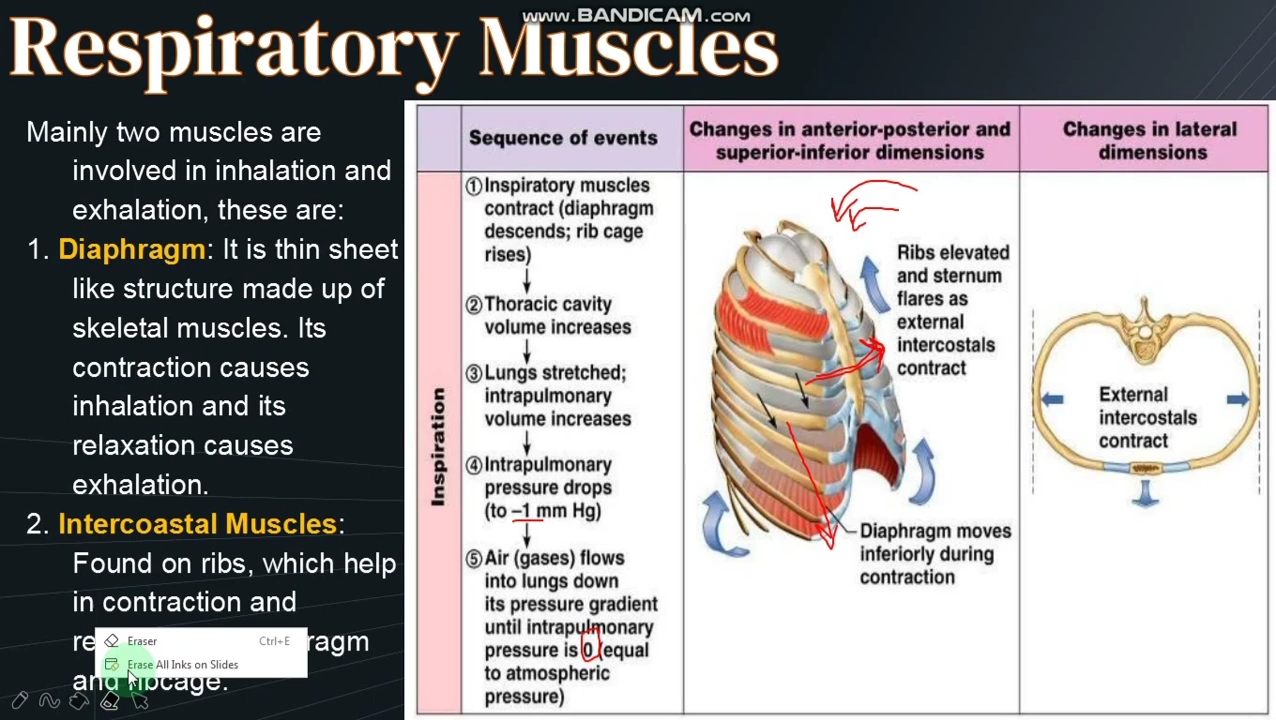 www.BANDICAM.com
Respiratory Muscles
Mainly two muscles are
involved in inhalation and
exhalation, these are:
1. Diaphragm: It is thin sheet
like structure made up of
skeletal muscles. Its
contraction causes
inhalation and its
relaxation causes
exhalation.
2. Intercoastal Muscles:
Found on ribs, which help
in contraction and
re ragm
and ribcage.
Eraser Ctrl+E
Erase All Inks on Slides
Sequence of events
Changes in anterior-posterior and
superior-inferior dimensions
Changes in lateral
dimensions
Inspiration
① Inspiratory muscles
contract (diaphragm
descends; rib cage
rises)
② Thoracic cavity
volume increases
③ Lungs stretched;
intrapulmonary
volume increases
④ Intrapulmonary
pressure drops
(to –1 mm Hg)
⑤ Air (gases) flows
into lungs down
its pressure gradient
until intrapulmonary
pressure is 0 (equal
to atmospheric
pressure)
Ribs elevated
and sternum
flares as
external
intercostals
contract
Diaphragm moves
inferiorly during
contraction
External
intercostals
contract